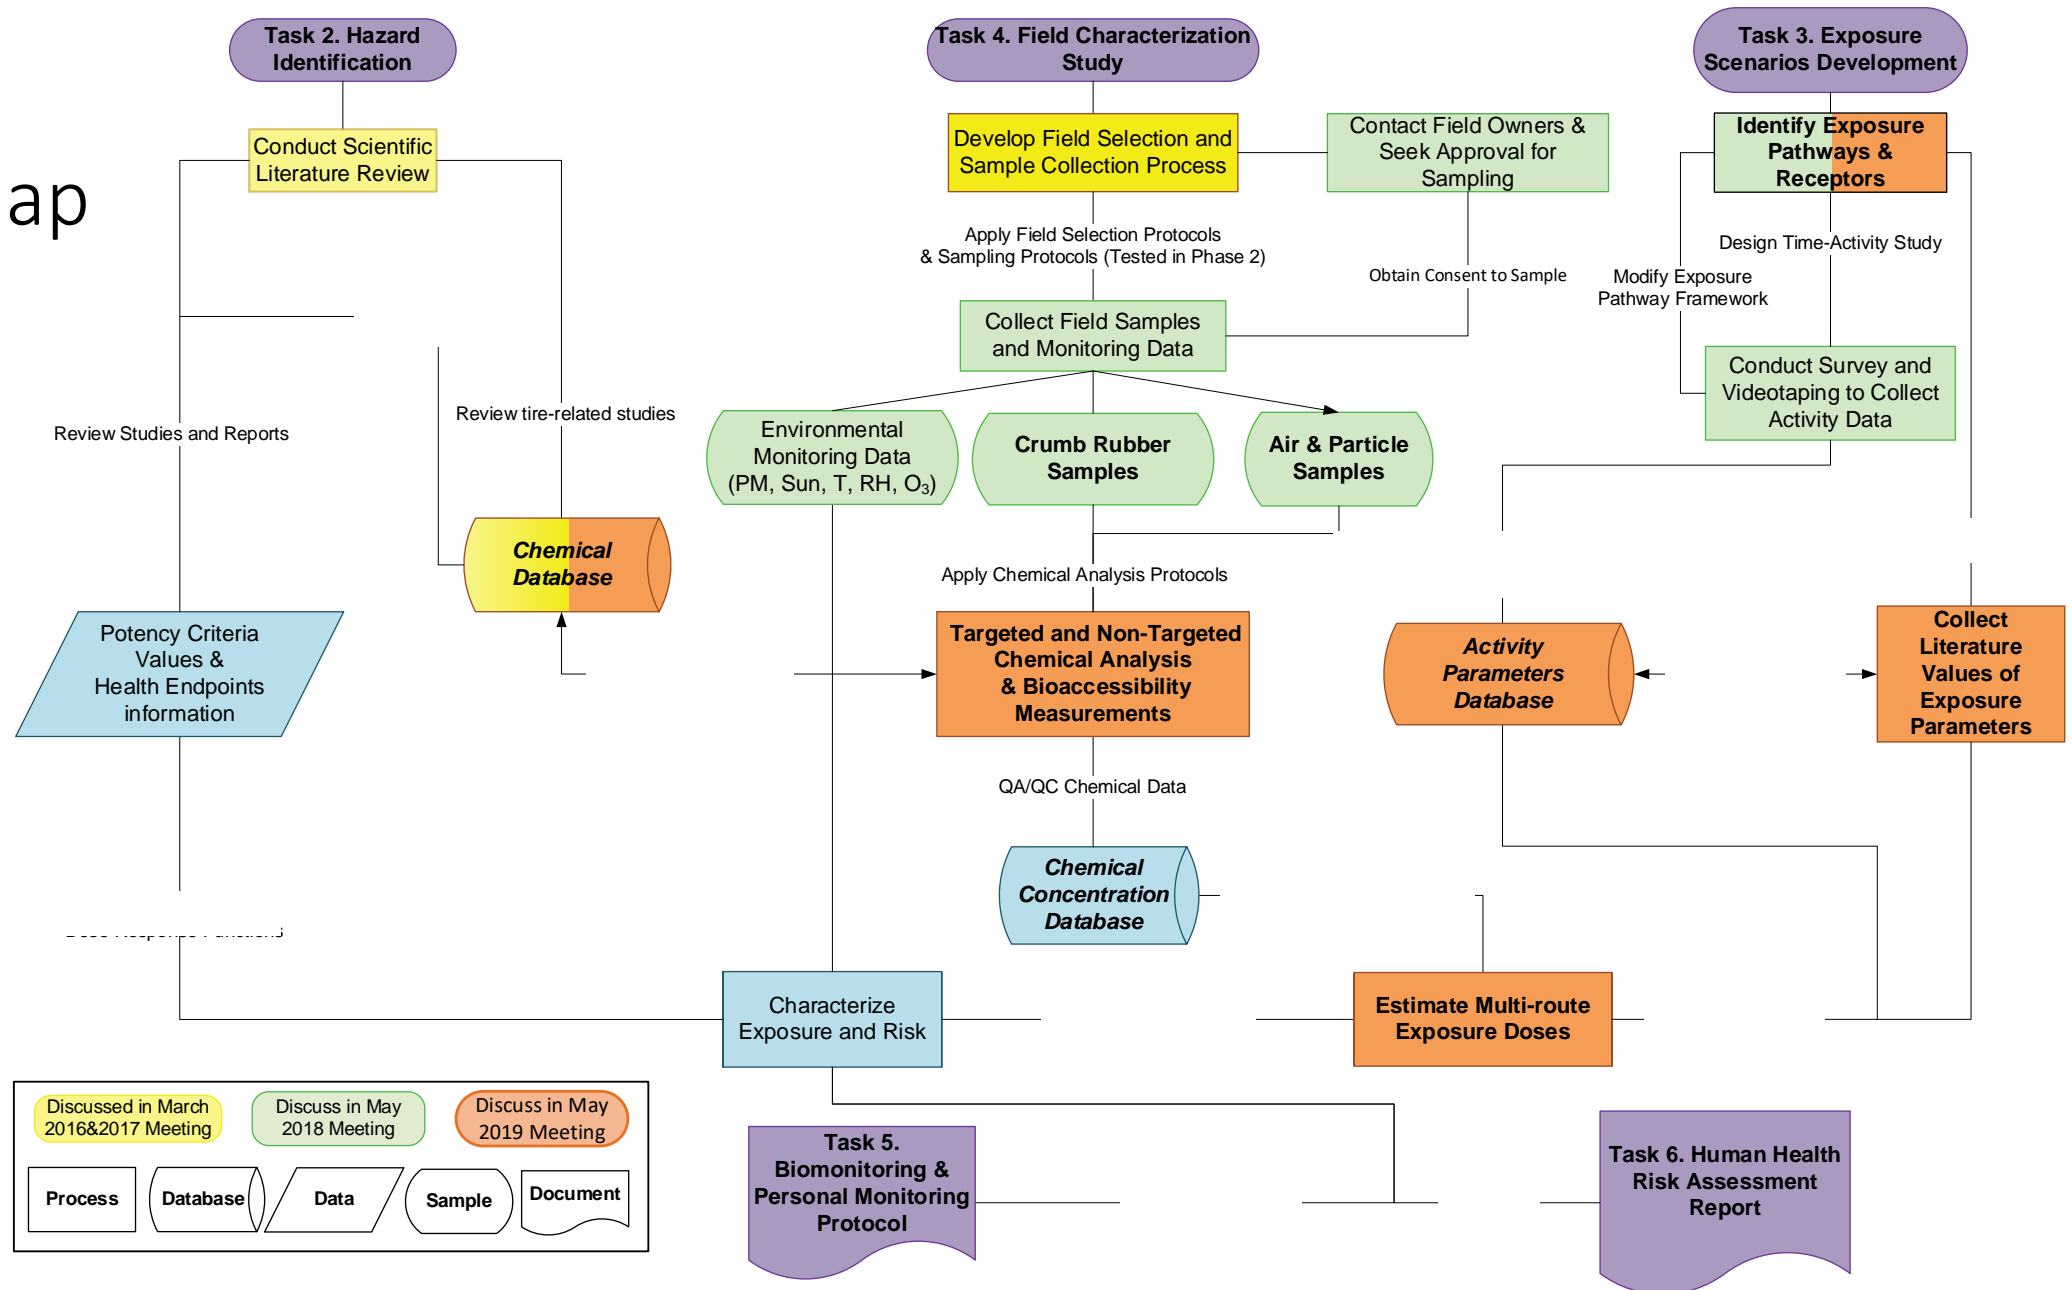 Task 2. Hazard
Identification
Task 4. Field Characterization
Study
Task 3. Exposure
Scenarios Development
ap
Conduct Scientific
Literature Review
Develop Field Selection and
Sample Collection Process
Contact Field Owners &
Seek Approval for
Sampling
Identify Exposure
Pathways &
Receptors
Apply Field Selection Protocols
& Sampling Protocols (Tested in Phase 2)
Obtain Consent to Sample
Design Time-Activity Study
Modify Exposure
Pathway Framework
Collect Field Samples
and Monitoring Data
Conduct Survey and
Videotaping to Collect
Activity Data
Review Studies and Reports
Review tire-related studies
Environmental
Monitoring Data
(PM, Sun, T, RH, O₃)
Crumb Rubber
Samples
Air & Particle
Samples
Chemical
Database
Apply Chemical Analysis Protocols
Potency Criteria
Values &
Health Endpoints
information
Targeted and Non-Targeted
Chemical Analysis
& Bioaccessibility
Measurements
Activity
Parameters
Database
Collect
Literature
Values of
Exposure
Parameters
QA/QC Chemical Data
Chemical
Concentration
Database
Characterize
Exposure and Risk
Estimate Multi-route
Exposure Doses
Discussed in March
2016&2017 Meeting
Discuss in May
2018 Meeting
Discuss in May
2019 Meeting
Process
Database
Data
Sample
Document
Task 5.
Biomonitoring &
Personal Monitoring
Protocol
Task 6. Human Health
Risk Assessment
Report